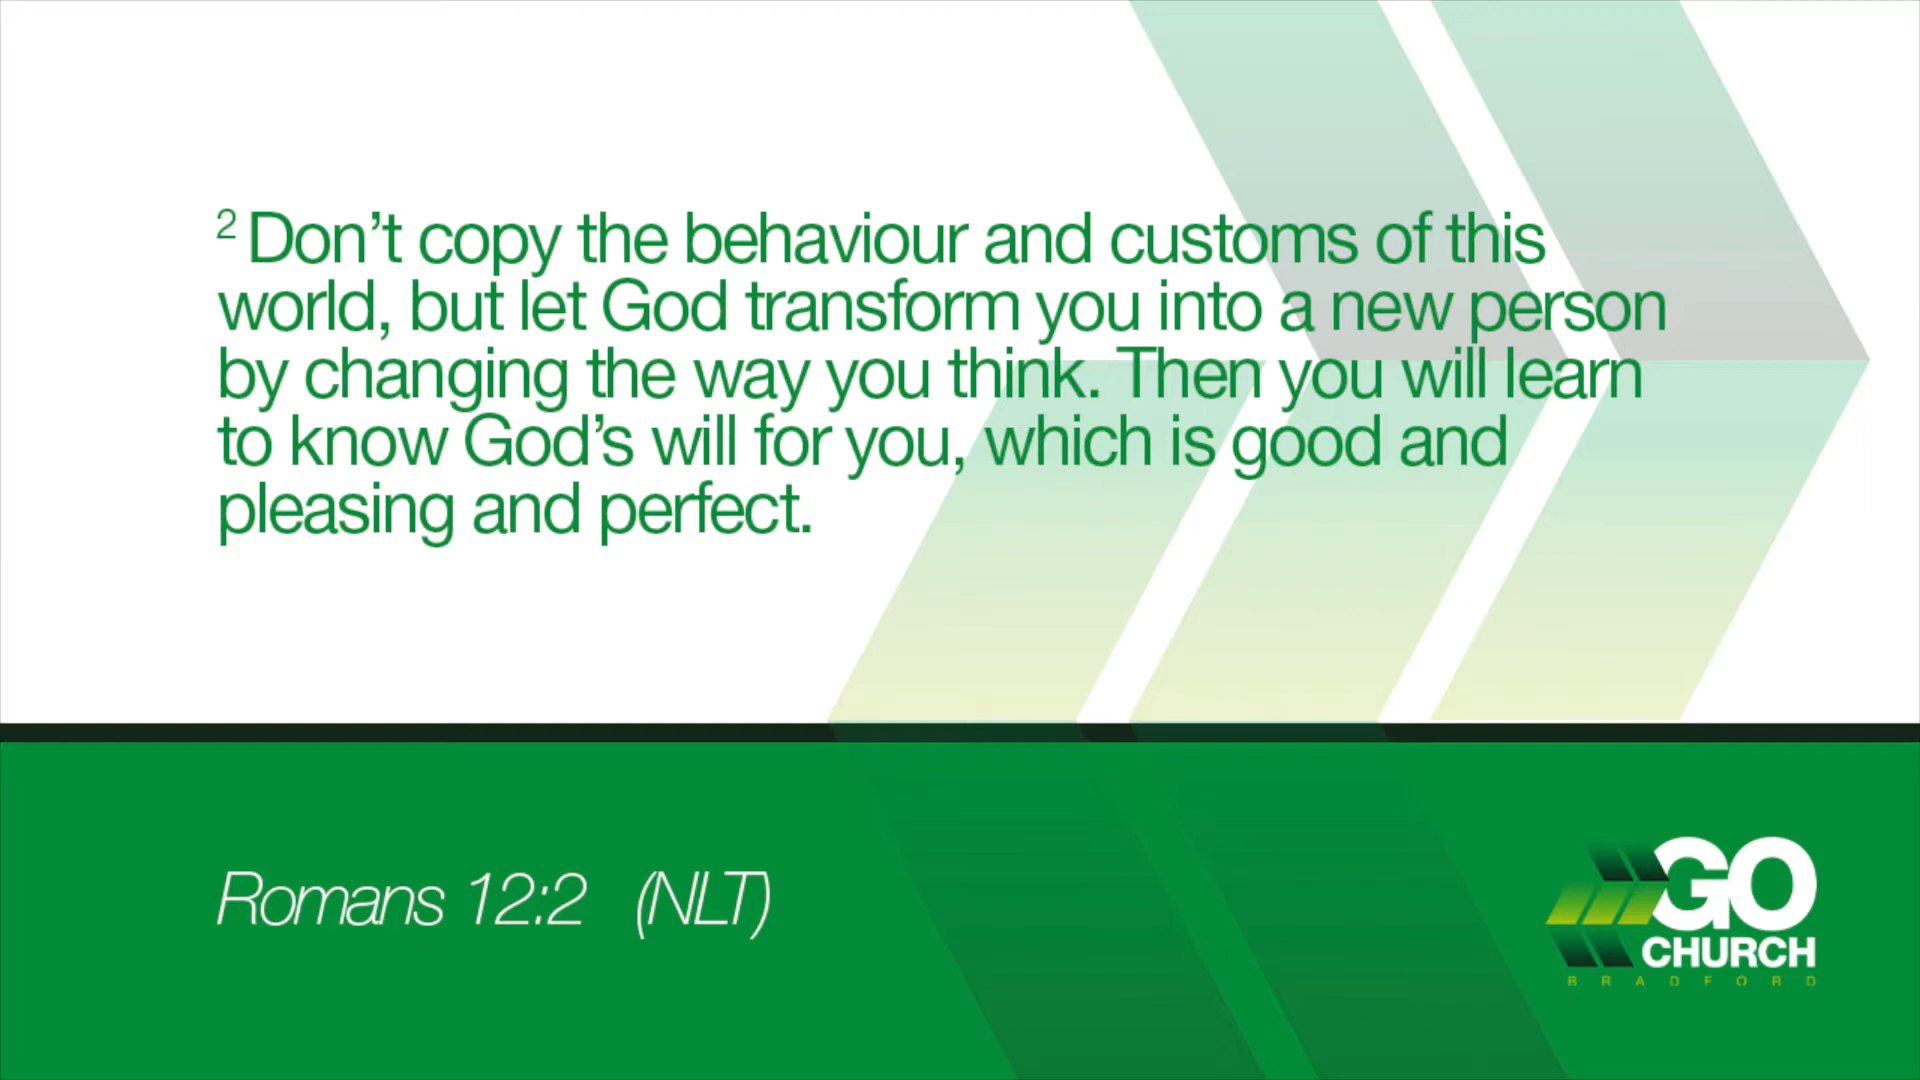 2 Don’t copy the behaviour and customs of this
world, but let God transform you into a new person
by changing the way you think. Then you will learn
to know God’s will for you, which is good and
pleasing and perfect.
Romans 12:2 (NLT)
GO
CHURCH
BRADFORD